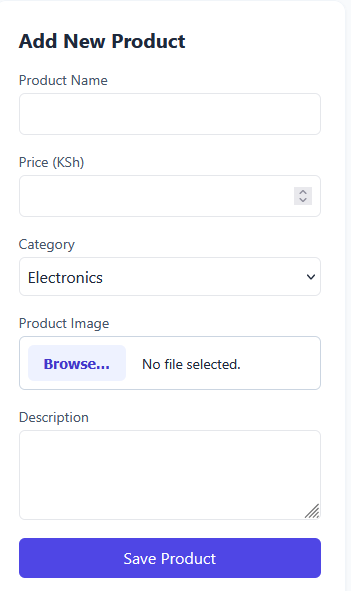 Add New Product
Product Name
Price (KSh)
Category
Electronics
Product Image
Browse... No file selected.
Description
Save Product